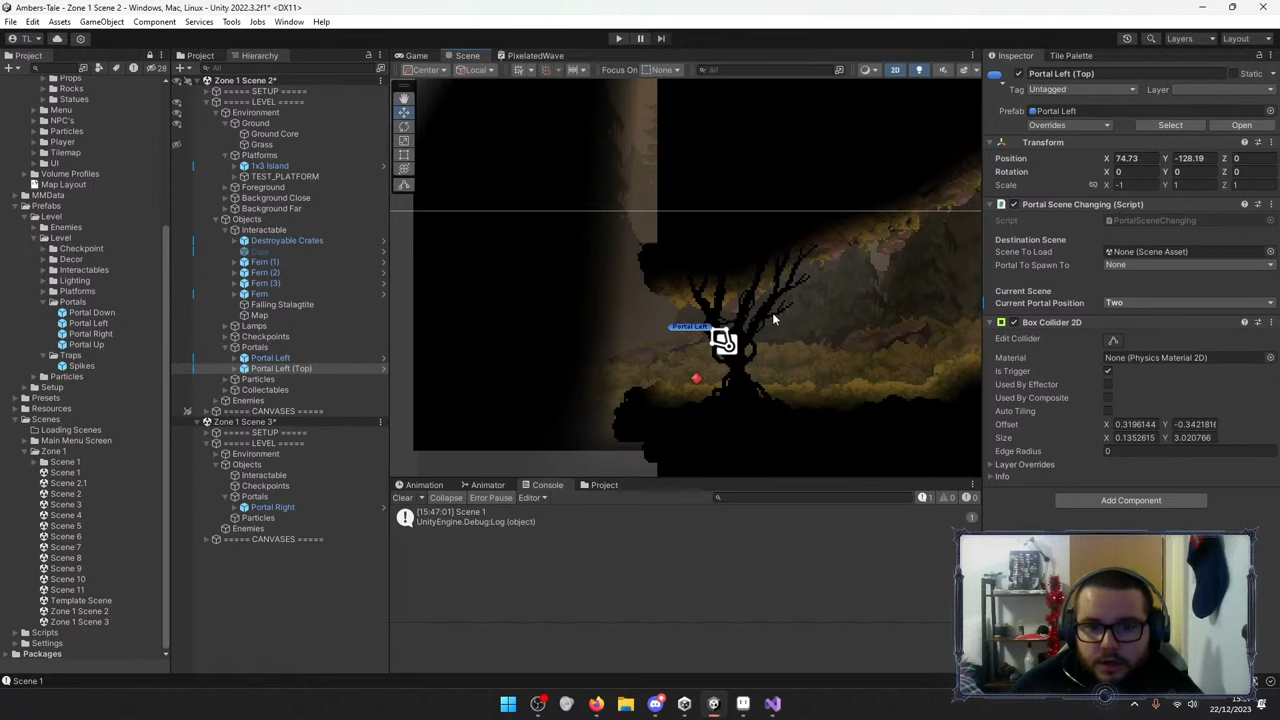 Ambers-Tale - Zone 1 Scene 2 - Windows, Mac, Linux - Unity 2022.3.2f1* <DX11>
File Edit Assets GameObject Component Services Tools Jobs Window Help
TL Layers Layout
Project
Project Hierarchy
Game Scene PixelatedWave
Inspector Tile Palette
28
All
Center Local Focus On None All 2D
Props
Rocks
Statues
Menu
NPC's
Particles
Player
Tilemap
UI
Volume Profiles
Map Layout
MMData
Prefabs
Level
Enemies
Level
Checkpoint
Decor
Interactables
Lighting
Platforms
Portals
Portal Down
Portal Left
Portal Right
Portal Up
Traps
Spikes
Particles
Setup
Presets
Resources
Scenes
Loading Scenes
Main Menu Screen
Zone 1
Scene 1
Scene 1
Scene 2.1
Scene 2
Scene 3
Scene 4
Scene 5
Scene 6
Scene 7
Scene 8
Scene 9
Scene 10
Scene 11
Template Scene
Zone 1 Scene 2
Zone 1 Scene 3
Scripts
Settings
Packages
Zone 1 Scene 2*
===== SETUP =====
===== LEVEL =====
Environment
Ground
Ground Core
Grass
Platforms
1x3 Island
TEST_PLATFORM
Foreground
Background Close
Background Far
Objects
Interactable
Destroyable Crates
Door
Fern (1)
Fern (2)
Fern (3)
Fern
Falling Stalagtite
Map
Lamps
Checkpoints
Portals
Portal Left
Portal Left (Top)
Particles
Collectables
Enemies
===== CANVASES =====
Zone 1 Scene 3*
===== SETUP =====
===== LEVEL =====
Environment
Objects
Interactable
Checkpoints
Portals
Portal Right
Particles
Enemies
===== CANVASES =====
Portal Left
Animation Animator Console Project
Clear Collapse Error Pause Editor 1 0 0
[15:47:01] Scene 1
UnityEngine.Debug:Log (object)
1
Portal Left (Top) Static
Tag Untagged Layer
Prefab Portal Left
Overrides Select Open
Transform
Position X 74.73 Y -128.19 Z 0
Rotation X 0 Y 0 Z 0
Scale X -1 Y 1 Z 1
Portal Scene Changing (Script)
Script PortalSceneChanging
Destination Scene
Scene To Load None (Scene Asset)
Portal To Spawn To None
Current Scene
Current Portal Position Two
Box Collider 2D
Edit Collider
Material None (Physics Material 2D)
Is Trigger
Used By Effector
Used By Composite
Auto Tiling
Offset X 0.3196144 Y -0.342181
Size X 0.1352615 Y 3.020766
Edge Radius 0
Layer Overrides
Info
Add Component
Scene 1
22/12/2023